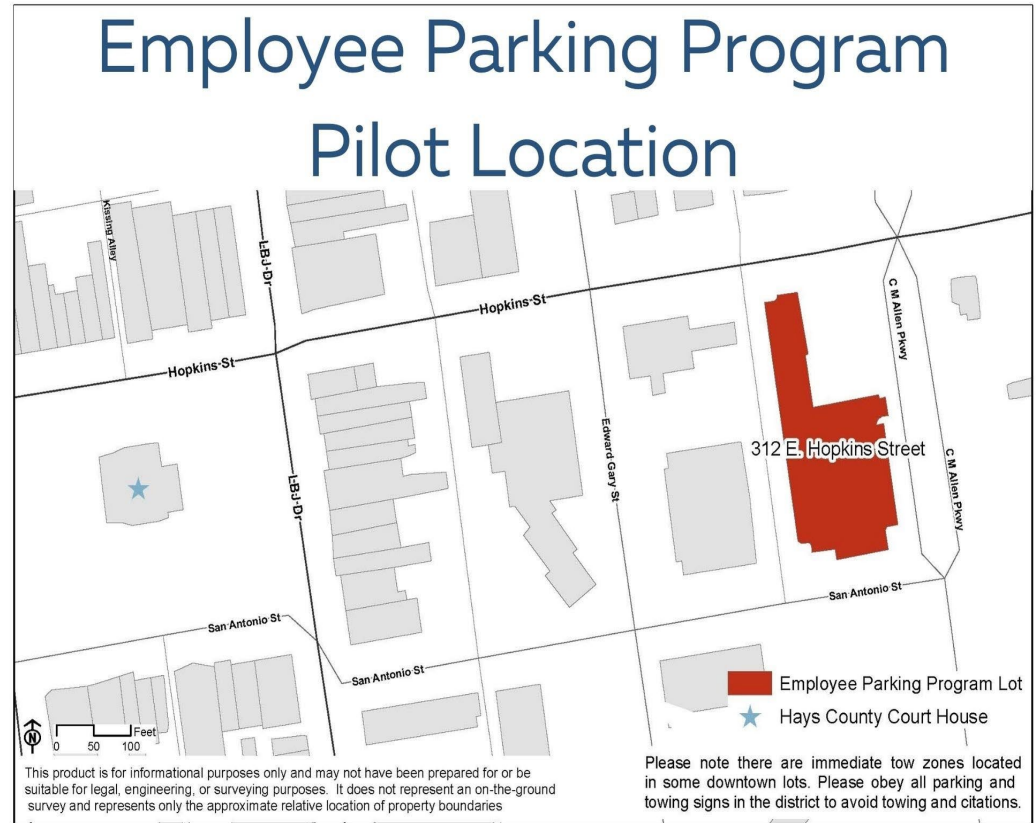 Employee Parking Program
Pilot Location
Kissing Alley
LBJ Dr
Hopkins St
C M Allen Pkwy
Hopkins St
Edward Gary St
312 E. Hopkins Street
C M Allen Pkwy
LBJ Dr
San Antonio St
San Antonio St
San Antonio St
Employee Parking Program Lot
Hays County Court House
N
Feet
0 50 100
This product is for informational purposes only and may not have been prepared for or be
suitable for legal, engineering, or surveying purposes. It does not represent an on-the-ground
survey and represents only the approximate relative location of property boundaries
Please note there are immediate tow zones located
in some downtown lots. Please obey all parking and
towing signs in the district to avoid towing and citations.